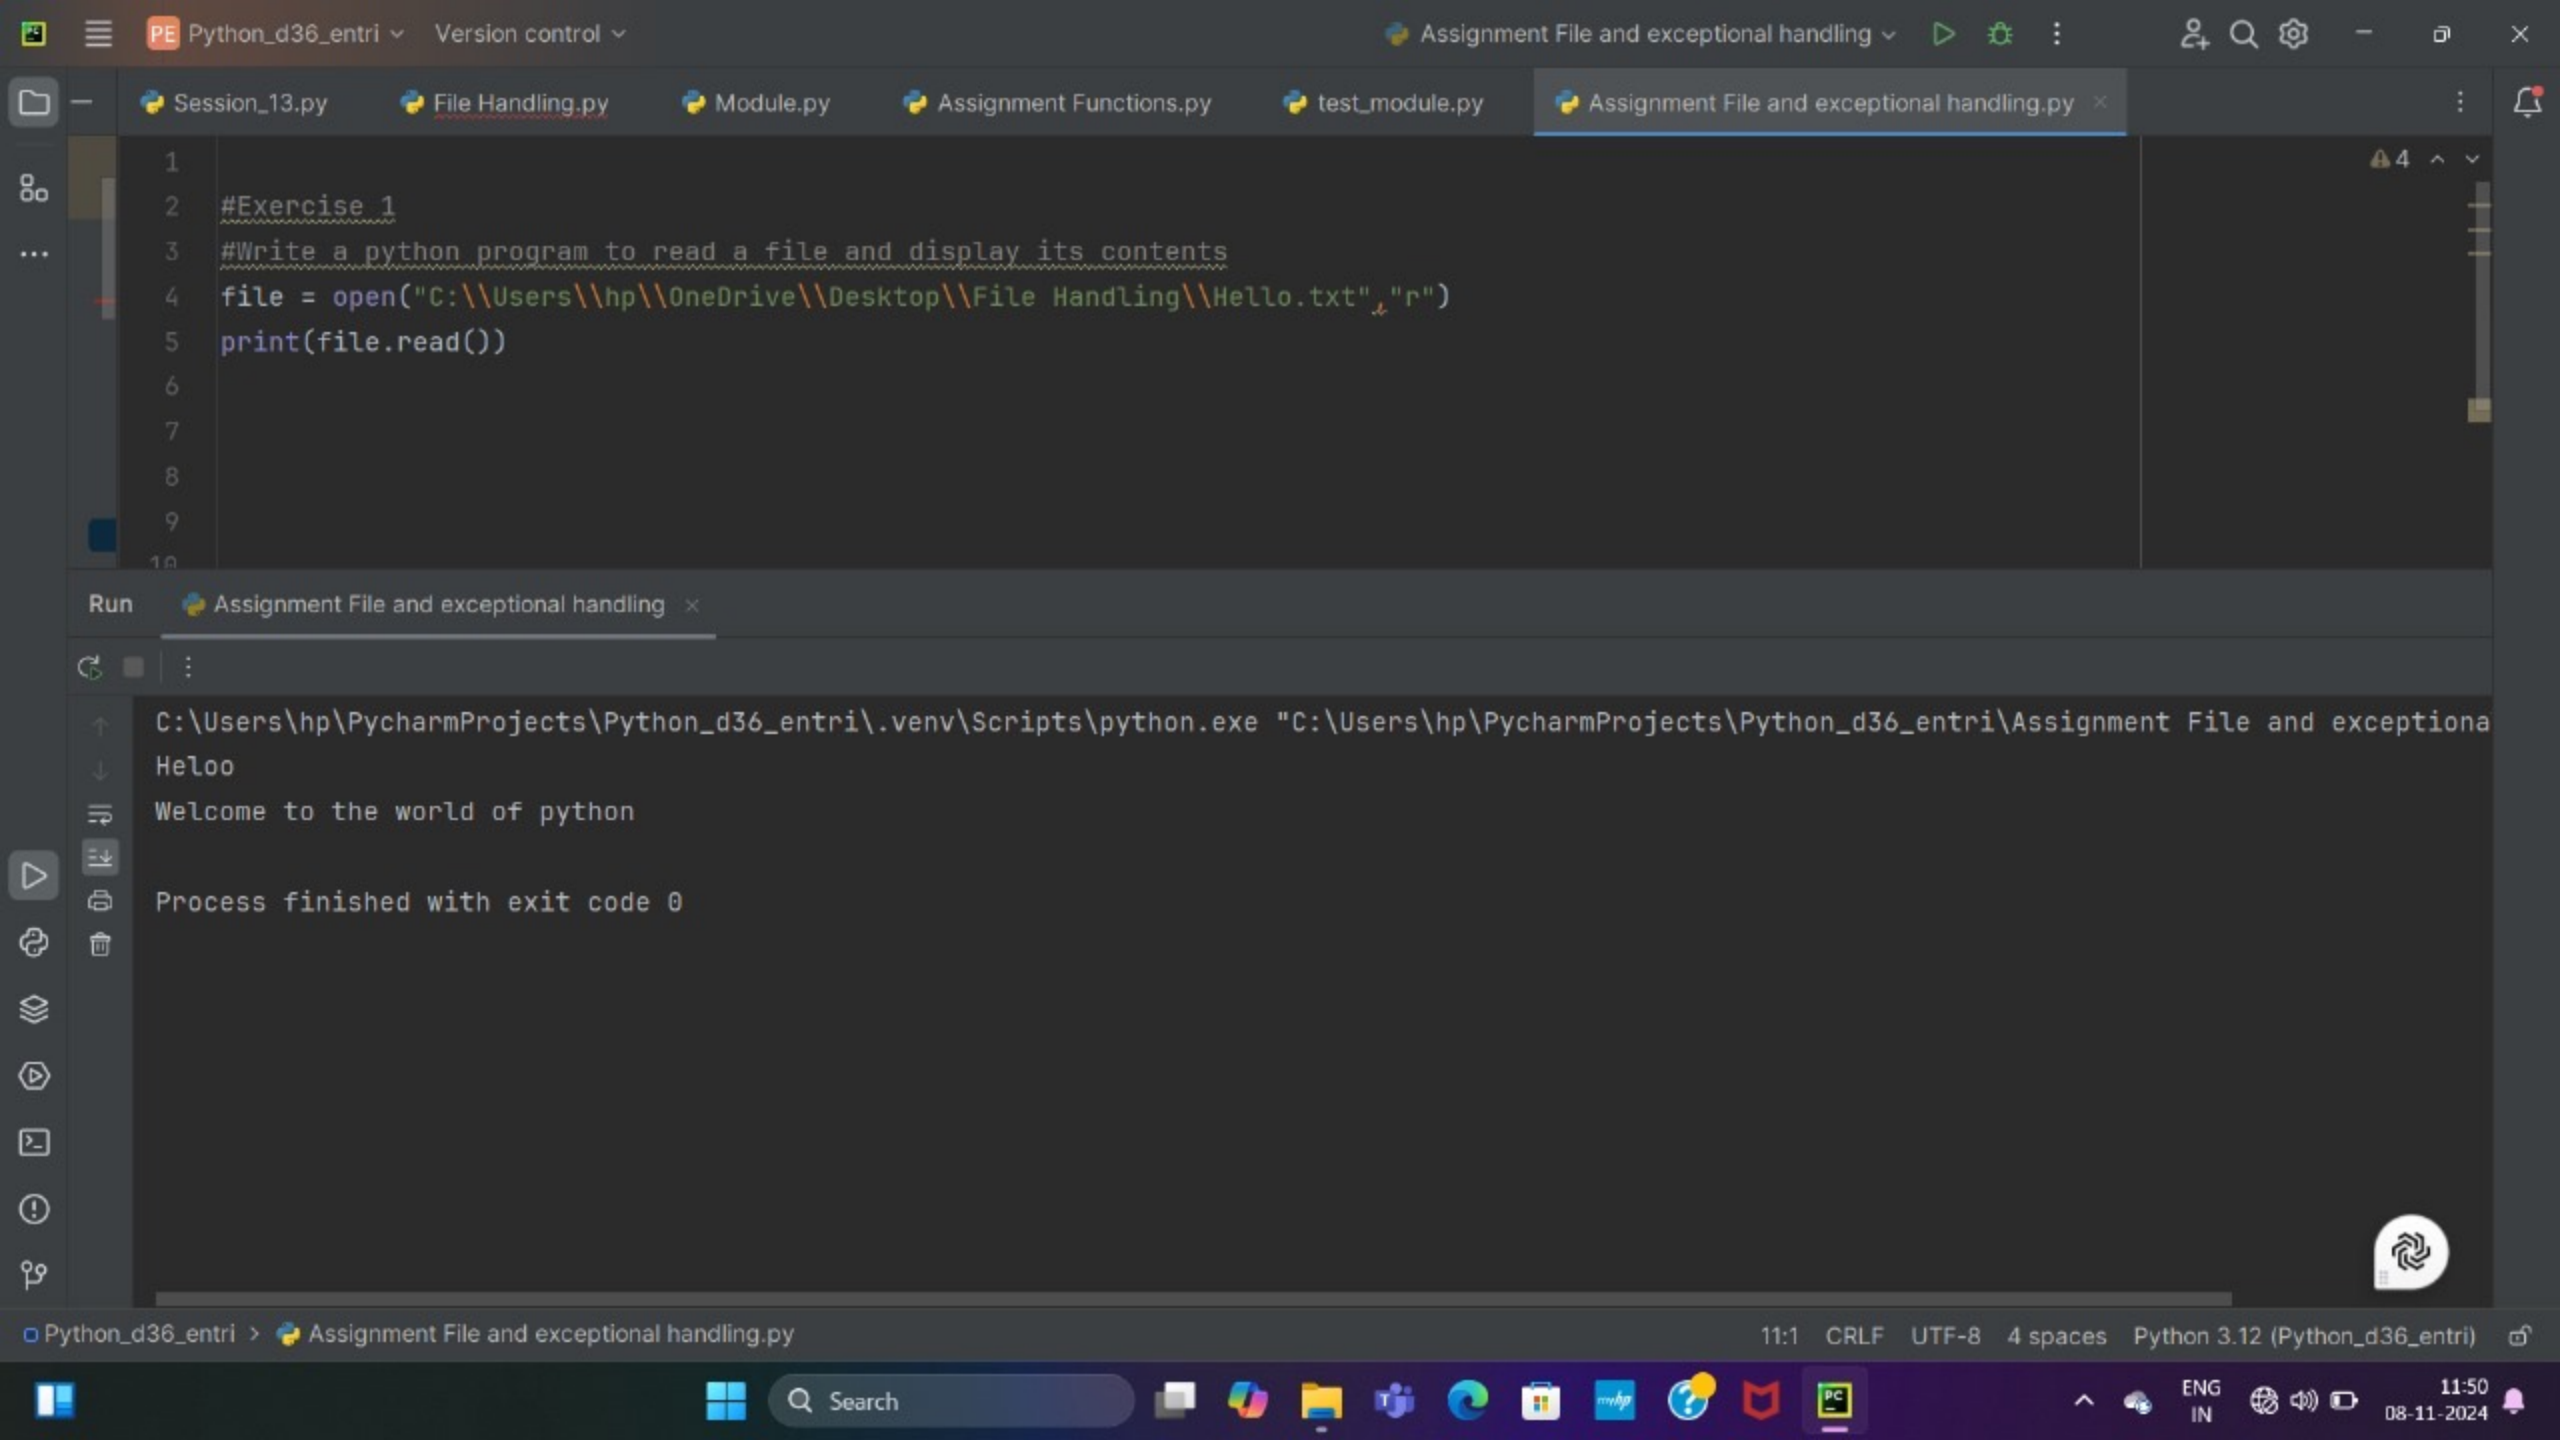 PC
PE Python_d36_entri
Version control
Assignment File and exceptional handling
Session_13.py
File Handling.py
Module.py
Assignment Functions.py
test_module.py
Assignment File and exceptional handling.py
4
1
2 #Exercise 1
3 #Write a python program to read a file and display its contents
4 file = open("C:\\Users\\hp\\OneDrive\\Desktop\\File Handling\\Hello.txt","r")
5 print(file.read())
6
7
8
9
10
Run
Assignment File and exceptional handling
C:\Users\hp\PycharmProjects\Python_d36_entri\.venv\Scripts\python.exe "C:\Users\hp\PycharmProjects\Python_d36_entri\Assignment File and exceptiona
Heloo
Welcome to the world of python
Process finished with exit code 0
Python_d36_entri > Assignment File and exceptional handling.py
11:1 CRLF UTF-8 4 spaces Python 3.12 (Python_d36_entri)
Search
myhp
PC
ENG
IN
11:50
08-11-2024